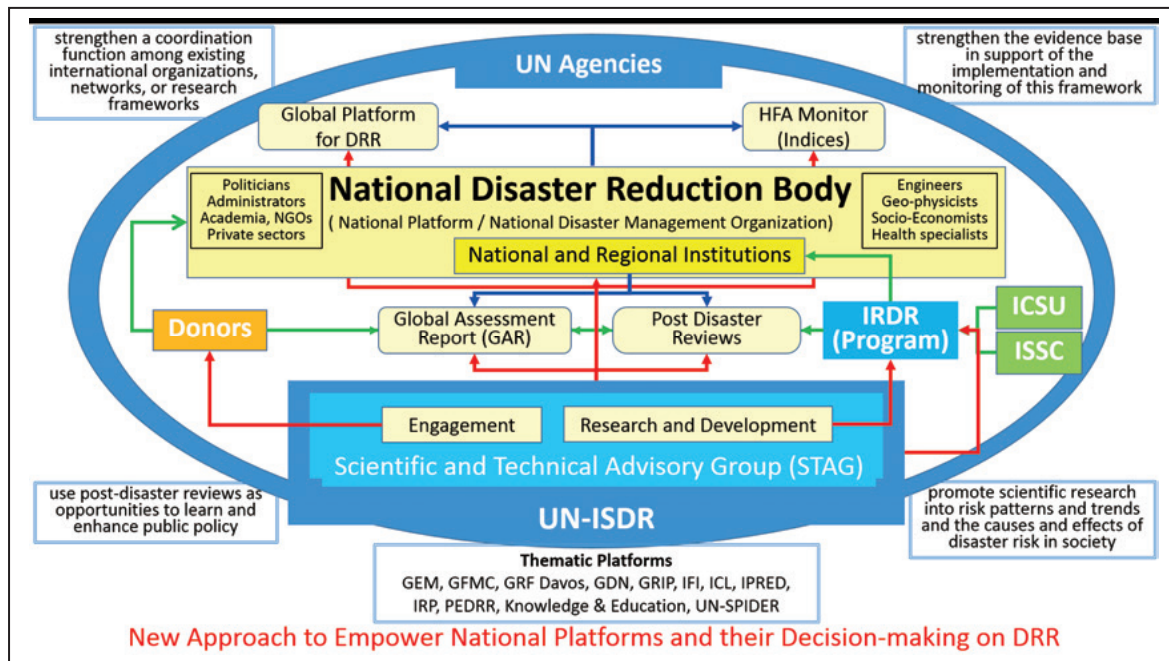 strengthen a coordination
function among existing
international organizations,
networks, or research
frameworks
UN Agencies
strengthen the evidence base
in support of the
implementation and
monitoring of this framework
Global Platform
for DRR
HFA Monitor
(Indices)
Politicians
Administrators
Academia, NGOs
Private sectors
National Disaster Reduction Body
( National Platform / National Disaster Management Organization)
Engineers
Geo-physicists
Socio-Economists
Health specialists
National and Regional Institutions
Donors
Global Assessment
Report (GAR)
Post Disaster
Reviews
IRDR
(Program)
ICSU
ISSC
Engagement
Research and Development
Scientific and Technical Advisory Group (STAG)
UN-ISDR
use post-disaster reviews as
opportunities to learn and
enhance public policy
promote scientific research
into risk patterns and trends
and the causes and effects of
disaster risk in society
Thematic Platforms
GEM, GFMC, GRF Davos, GDN, GRIP, IFI, ICL, IPRED,
IRP, PEDRR, Knowledge & Education, UN-SPIDER
New Approach to Empower National Platforms and their Decision-making on DRR